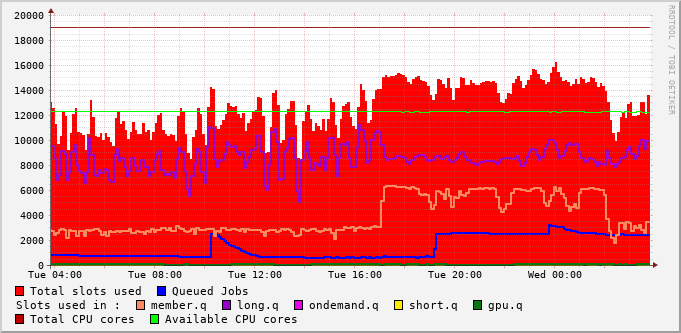 20000
18000
16000
14000
12000
10000
8000
6000
4000
2000
0
Tue 04:00 Tue 08:00 Tue 12:00 Tue 16:00 Tue 20:00 Wed 00:00
Total slots used Queued Jobs
Slots used in : member.q long.q ondemand.q short.q gpu.q
Total CPU cores Available CPU cores
RRDTOOL / TOBI OETIKER